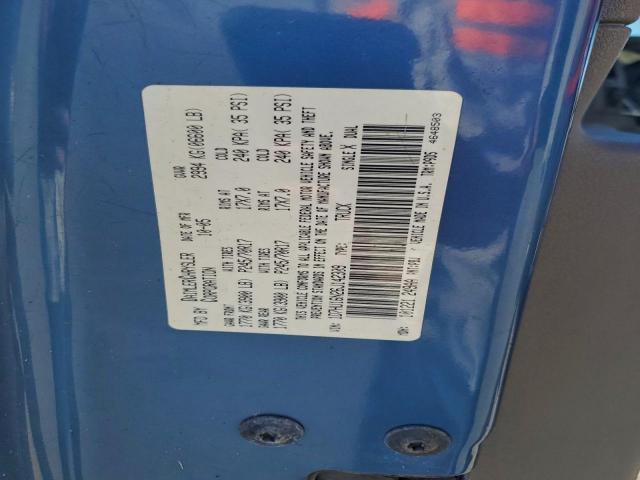 DAIMLERCHRYSLER CORPORATION
MFD BY
DATE OF MFR
10-05
GVWR
2994 KG(06600 LB)
GAWR FRONT WITH TIRES RIMS AT COLD
1770 KG(3900 LB) P245/70R17 17X7.0 240 KPA( 35 PSI)
GAWR REAR WITH TIRES RIMS AT COLD
1770 KG(3900 LB) P245/70R17 17X7.0 240 KPA( 35 PSI)
THIS VEHICLE CONFORMS TO ALL APPLICABLE FEDERAL MOTOR VEHICLE SAFETY AND THEFT
PREVENTION STANDARDS IN EFFECT ON THE DATE OF MANUFACTURE SHOWN ABOVE.
VIN: TYPE: TRUCK SINGLE X DUAL
MDH: VEHICLE MADE IN U.S.A.
4648503